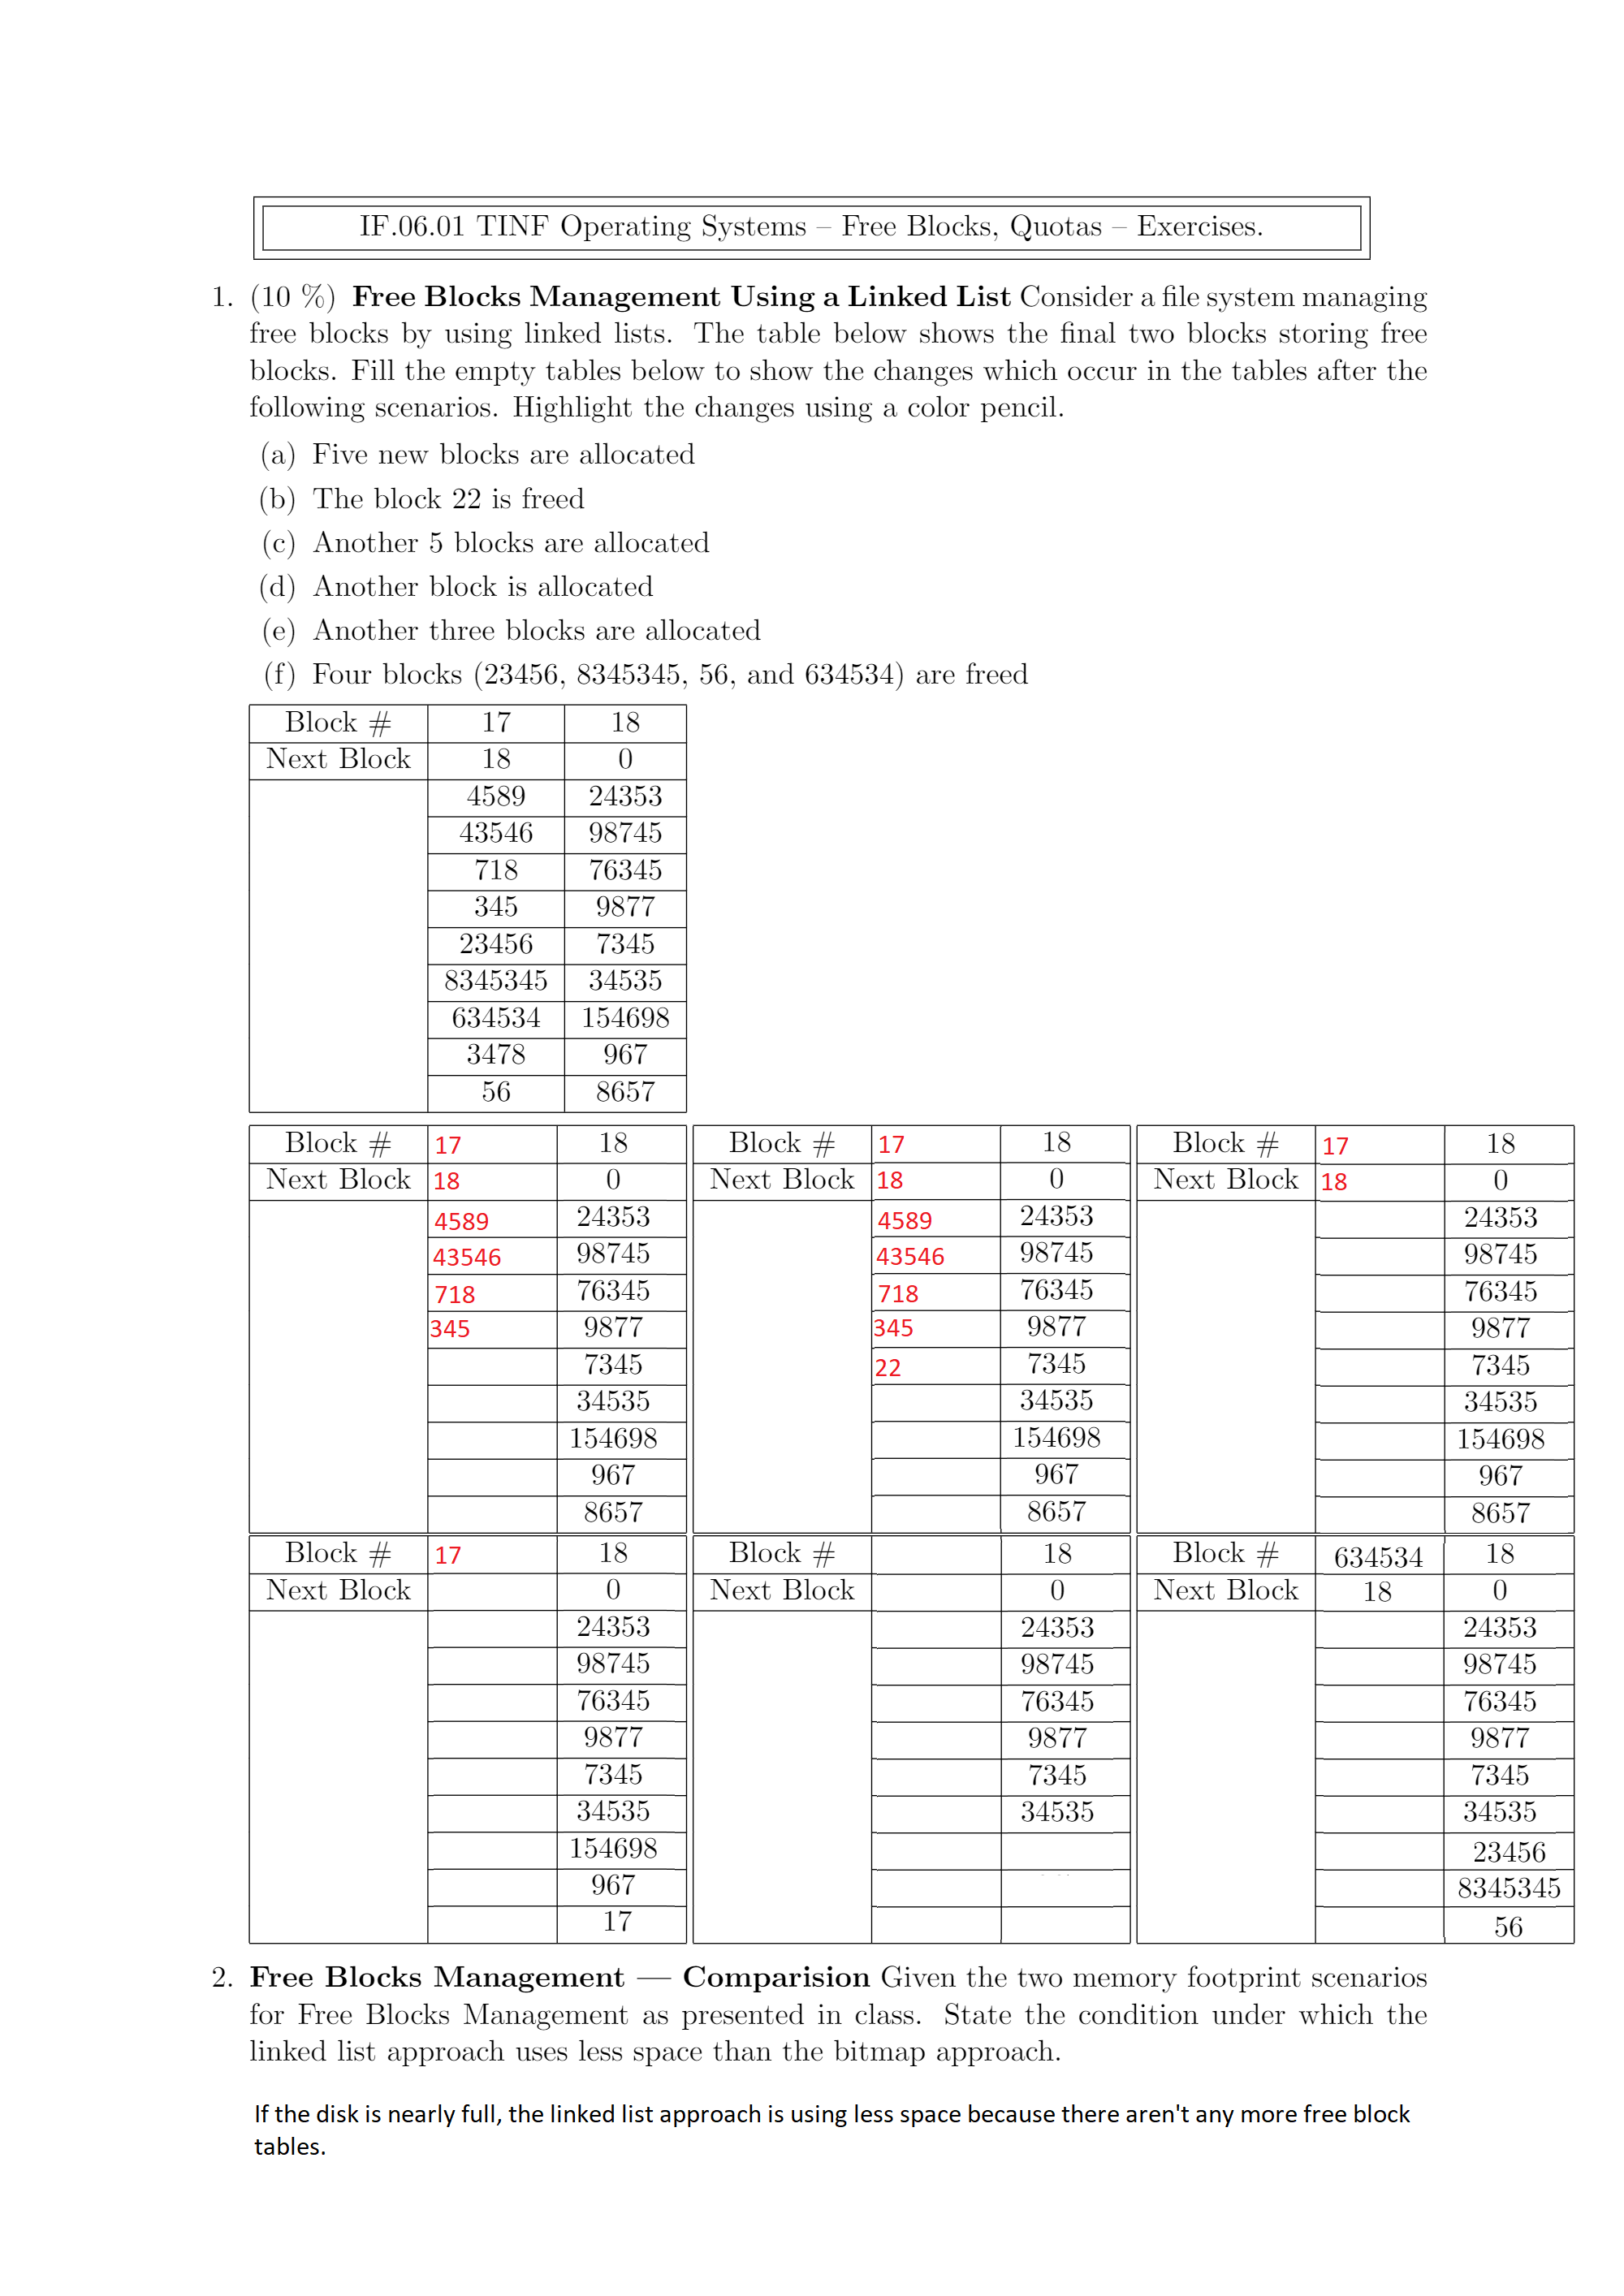 IF.06.01 TINF Operating Systems – Free Blocks, Quotas – Exercises.
1. (10 %) Free Blocks Management Using a Linked List Consider a file system managing
free blocks by using linked lists. The table below shows the final two blocks storing free
blocks. Fill the empty tables below to show the changes which occur in the tables after the
following scenarios. Highlight the changes using a color pencil.
(a) Five new blocks are allocated
(b) The block 22 is freed
(c) Another 5 blocks are allocated
(d) Another block is allocated
(e) Another three blocks are allocated
(f) Four blocks (23456, 8345345, 56, and 634534) are freed
Block # 17 18
Next Block 18 0
4589 24353
43546 98745
718 76345
345 9877
23456 7345
8345345 34535
634534 154698
3478 967
56 8657
Block # 17 18 Block # 17 18 Block # 17 18
Next Block 18 0 Next Block 18 0 Next Block 18 0
4589 24353 4589 24353 24353
43546 98745 43546 98745 98745
718 76345 718 76345 76345
345 9877 345 9877 9877
7345 22 7345 7345
34535 34535 34535
154698 154698 154698
967 967 967
8657 8657 8657
Block # 17 18 Block # 18 Block # 634534 18
Next Block 0 Next Block 0 Next Block 18 0
24353 24353 24353
98745 98745 98745
76345 76345 76345
9877 9877 9877
7345 7345 7345
34535 34535 34535
154698 23456
967 8345345
17 56
2. Free Blocks Management — Comparision Given the two memory footprint scenarios
for Free Blocks Management as presented in class. State the condition under which the
linked list approach uses less space than the bitmap approach.
If the disk is nearly full, the linked list approach is using less space because there aren't any more free block
tables.